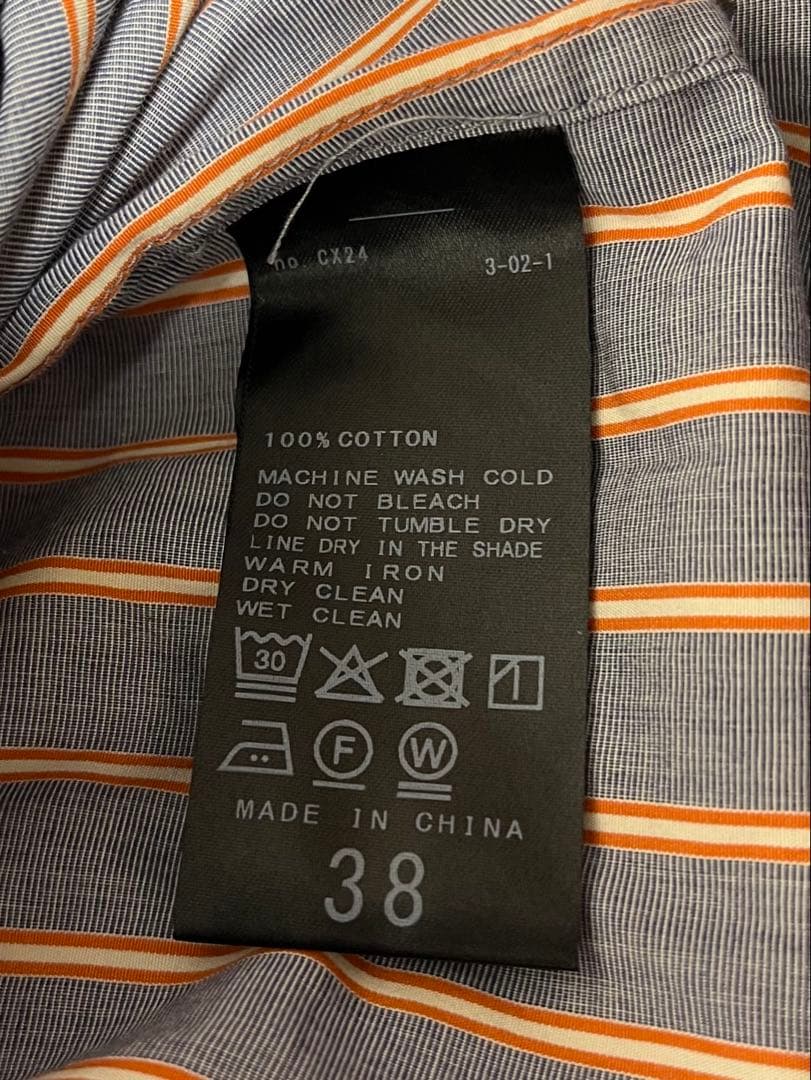 CX24 3-02-1
100% COTTON
MACHINE WASH COLD
DO NOT BLEACH
DO NOT TUMBLE DRY
LINE DRY IN THE SHADE
WARM IRON
DRY CLEAN
WET CLEAN
30
F W
MADE IN CHINA
38